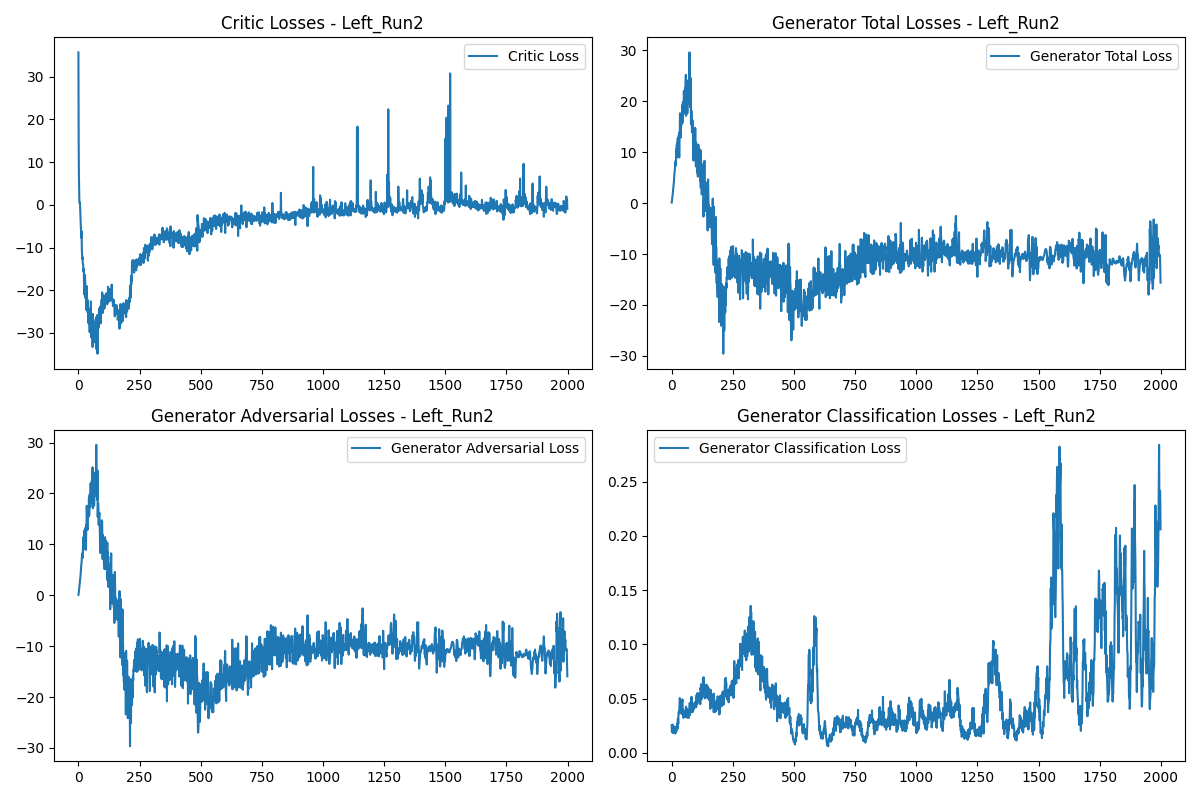 Critic Losses - Left_Run2
Critic Loss
30
20
10
0
−10
−20
−30
0 250 500 750 1000 1250 1500 1750 2000
Generator Total Losses - Left_Run2
Generator Total Loss
30
20
10
0
−10
−20
−30
0 250 500 750 1000 1250 1500 1750 2000
Generator Adversarial Losses - Left_Run2
Generator Adversarial Loss
30
20
10
0
−10
−20
−30
0 250 500 750 1000 1250 1500 1750 2000
Generator Classification Losses - Left_Run2
Generator Classification Loss
0.25
0.20
0.15
0.10
0.05
0.00
0 250 500 750 1000 1250 1500 1750 2000